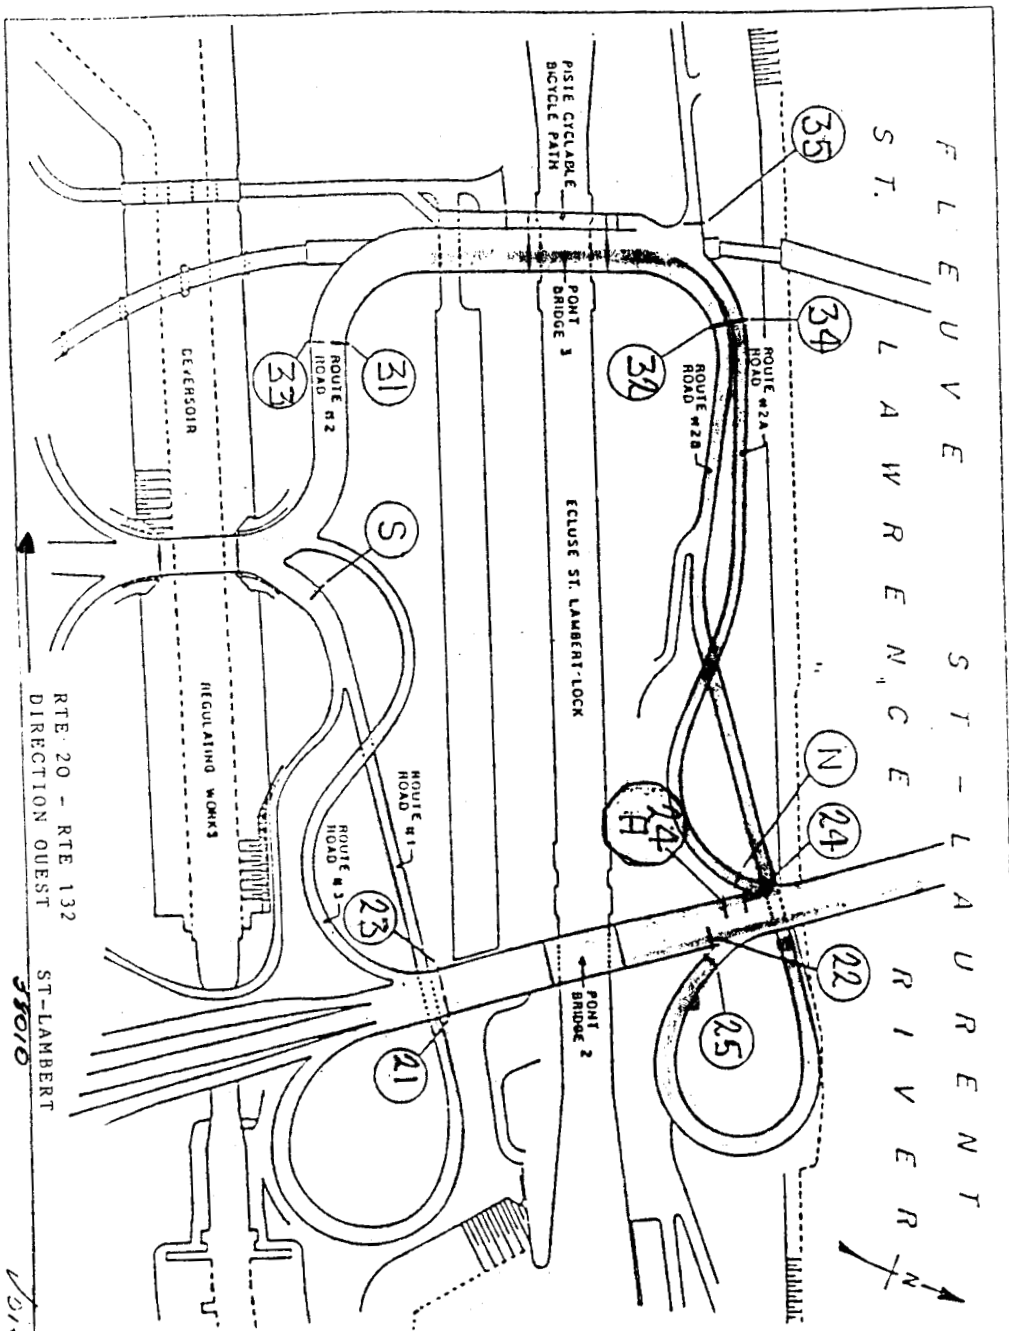 FLEUVE ST-LAURENT
ST. LAWRENCE RIVER
N
35
34
32
N
24
24
A
22
25
ROUTE #2A
ROAD
ROUTE #2B
ROAD
PISTE CYCLABLE
BICYCLE PATH
PONT
BRIDGE 3
ECLUSE ST. LAMBERT-LOCK
PONT
BRIDGE 2
31
33
ROUTE #2
ROAD
S
ROUTE #1
ROAD
ROUTE #3
ROAD
23
21
DEVERSOIR
REGULATING WORKS
RTE 20 - RTE 132
DIRECTION OUEST
ST-LAMBERT
38010